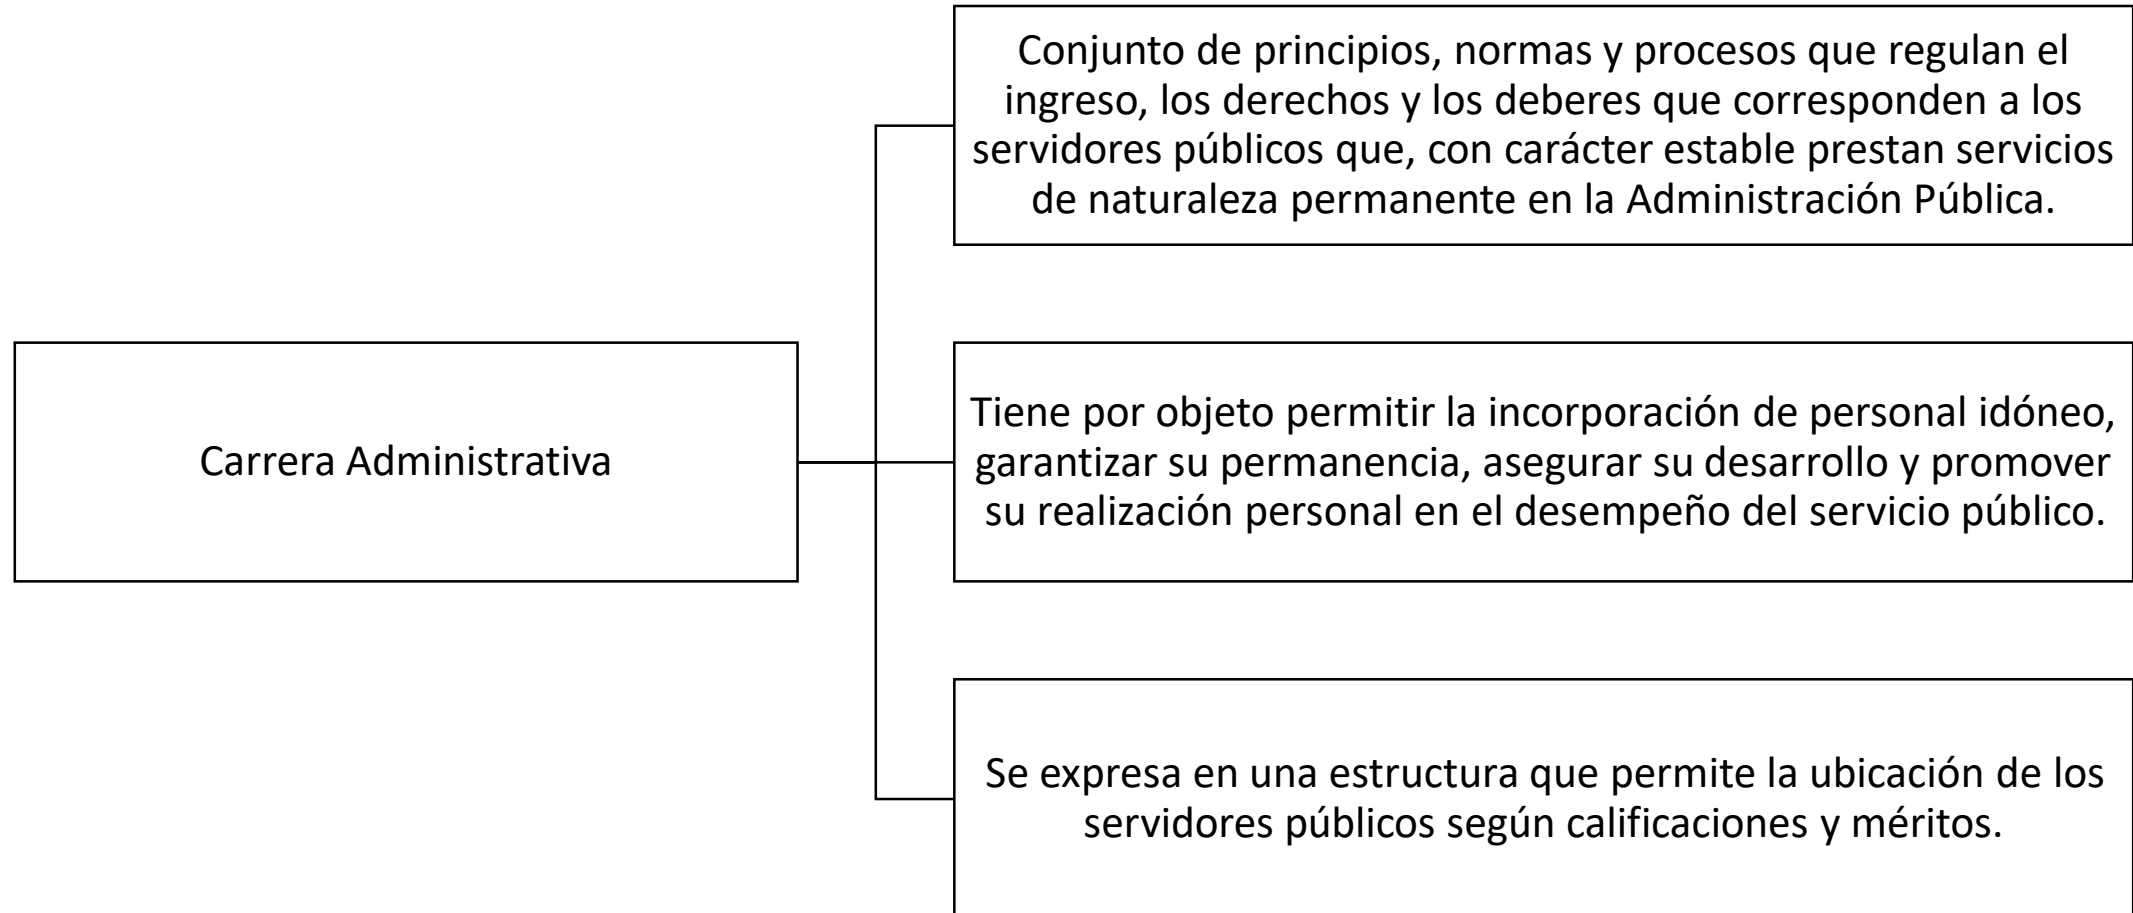 Conjunto de principios, normas y procesos que regulan el
ingreso, los derechos y los deberes que corresponden a los
servidores públicos que, con carácter estable prestan servicios
de naturaleza permanente en la Administración Pública.
Carrera Administrativa
Tiene por objeto permitir la incorporación de personal idóneo,
garantizar su permanencia, asegurar su desarrollo y promover
su realización personal en el desempeño del servicio público.
Se expresa en una estructura que permite la ubicación de los
servidores públicos según calificaciones y méritos.